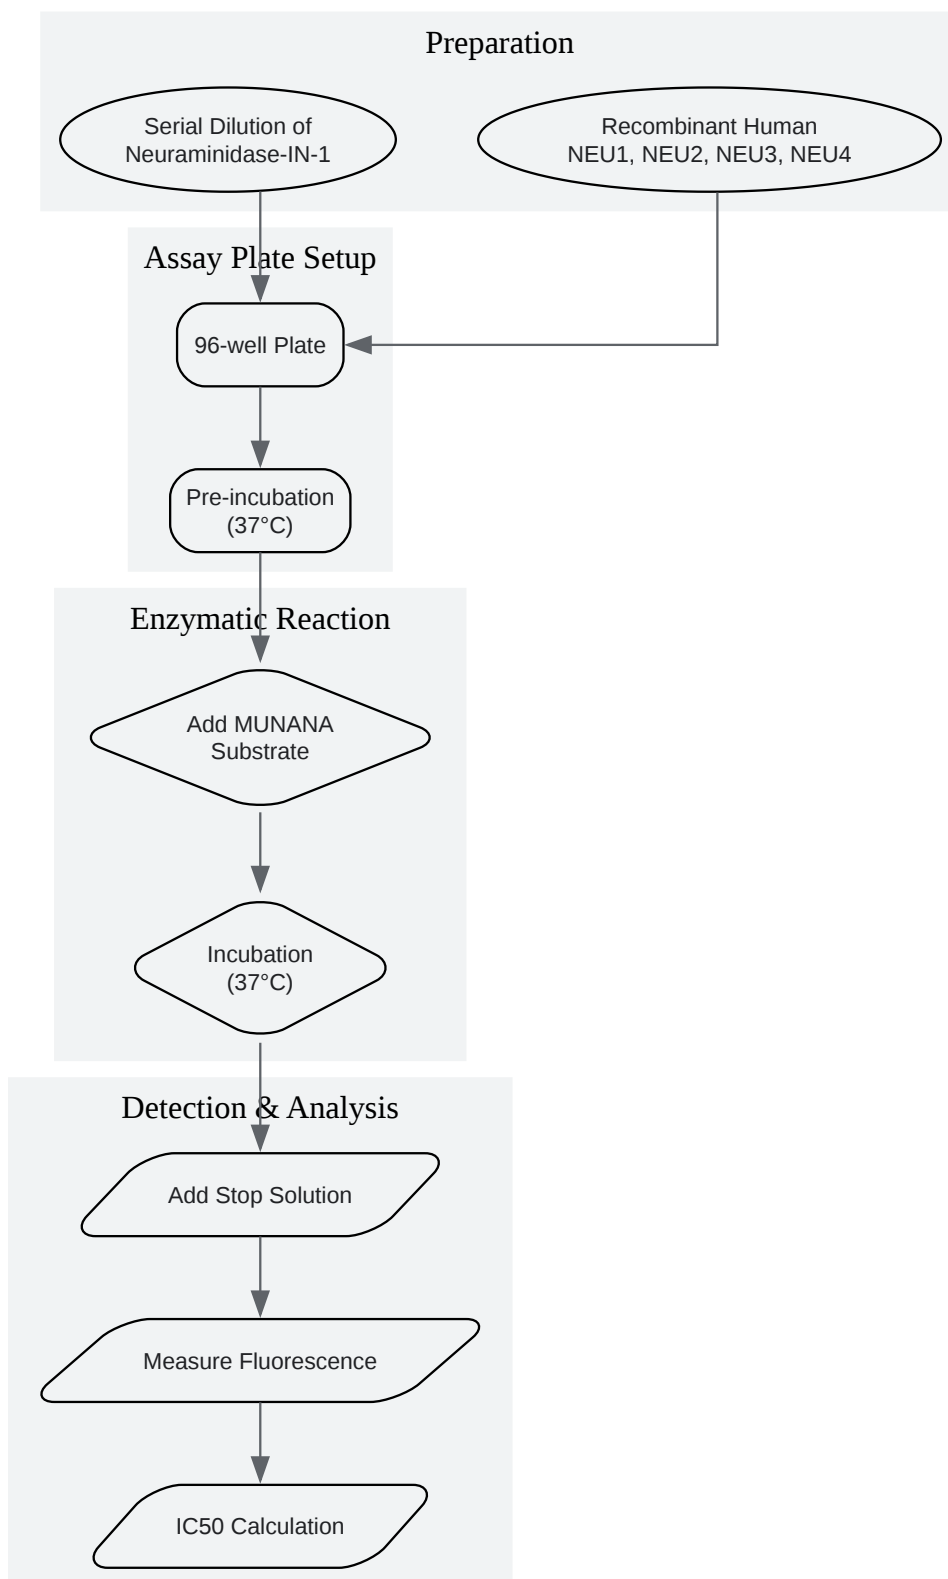 Preparation
Serial Dilution of
Neuraminidase-IN-1
Recombinant Human
NEU1, NEU2, NEU3, NEU4
Assay Plate Setup
96-well Plate
Pre-incubation
(37°C)
Enzymatic Reaction
Add MUNANA
Substrate
Incubation
(37°C)
Detection & Analysis
Add Stop Solution
Measure Fluorescence
IC50 Calculation